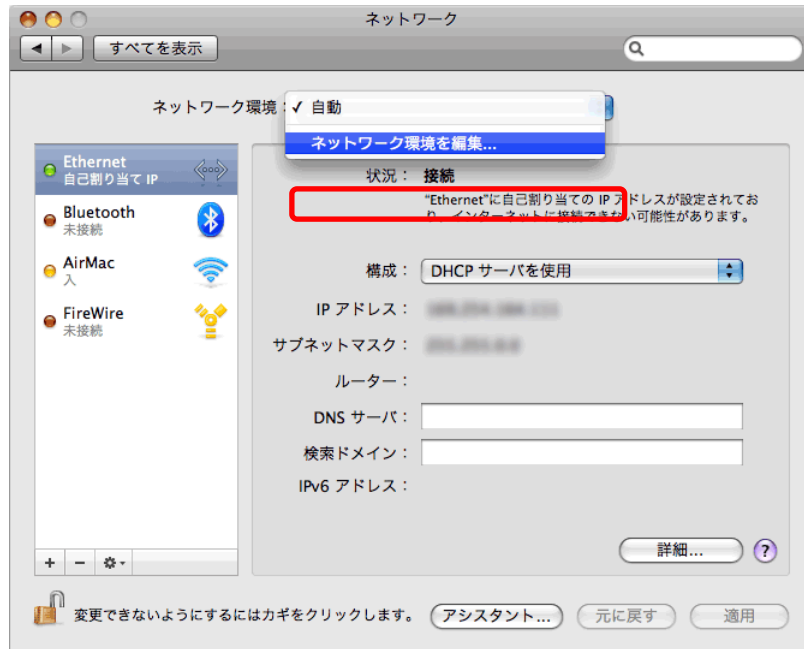 ネットワーク
すべてを表示
ネットワーク環境：✓ 自動
ネットワーク環境を編集...
Ethernet
自己割り当て IP
Bluetooth
未接続
AirMac
入
FireWire
未接続
状況： 接続
“Ethernet”に自己割り当ての IP アドレスが設定されてお
り、インターネットに接続できない可能性があります。
構成： DHCP サーバを使用
IP アドレス：
サブネットマスク：
ルーター：
DNS サーバ：
検索ドメイン：
IPv6 アドレス：
詳細... ?
+ −
変更できないようにするにはカギをクリックします。 アシスタント... 元に戻す 適用